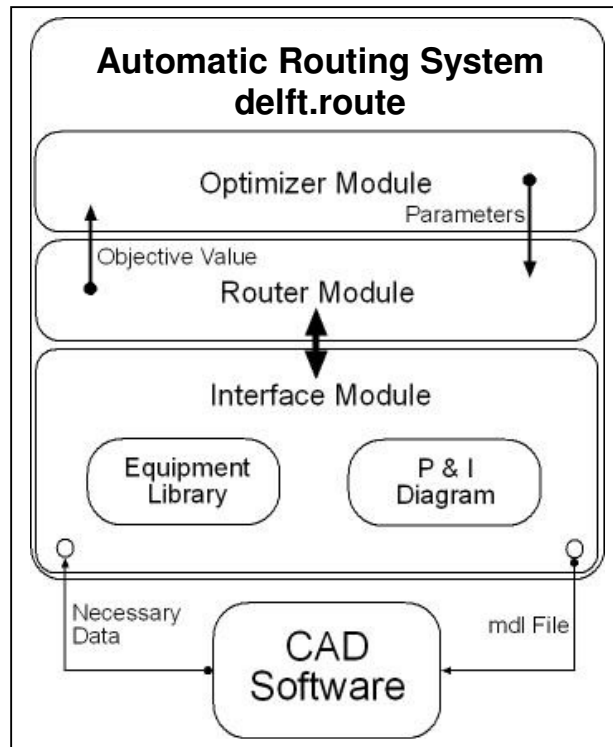 Automatic Routing System
delft.route
Optimizer Module
Parameters
Objective Value
Router Module
Interface Module
Equipment
Library
P & I
Diagram
Necessary
Data
mdl File
CAD
Software